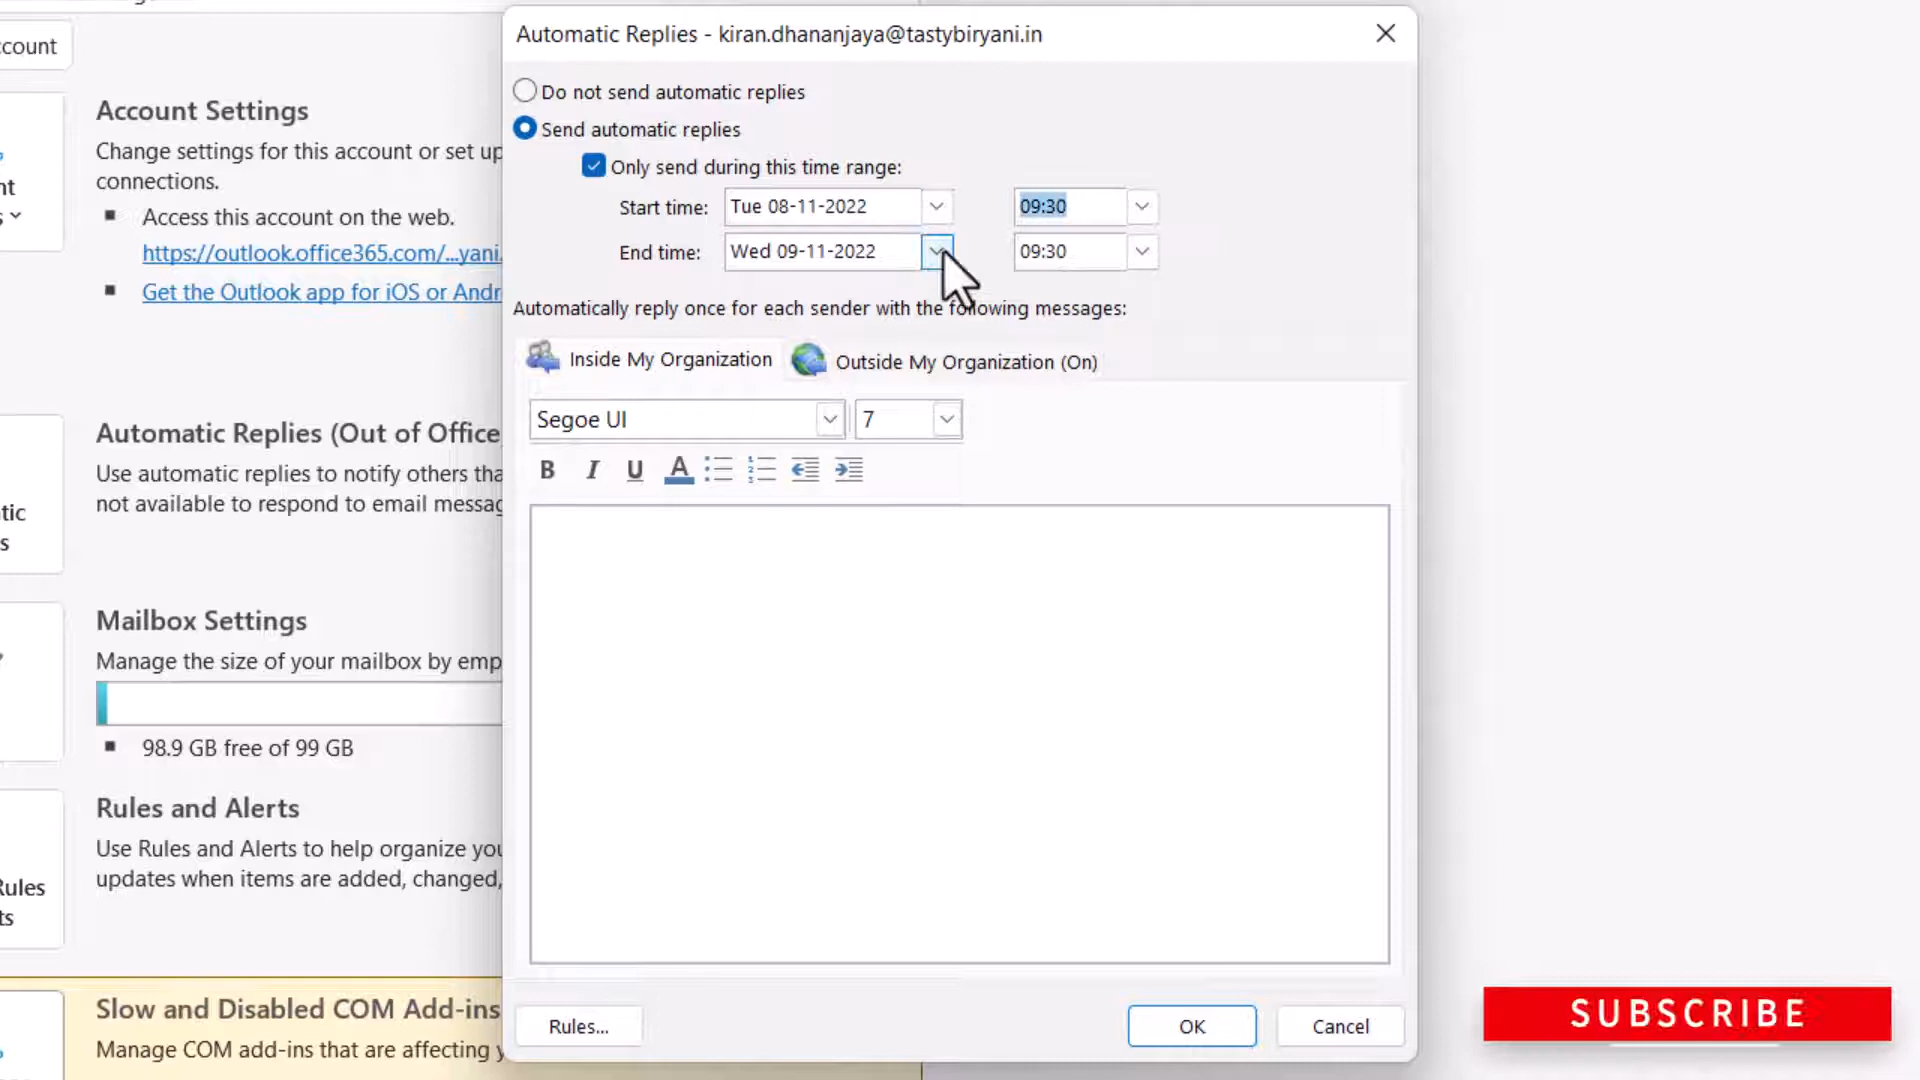 Automatic Replies - kiran.dhananjaya@tastybiryani.in
Do not send automatic replies
Send automatic replies
Only send during this time range:
Start time: Tue 08-11-2022 09:30
End time: Wed 09-11-2022 09:30
Automatically reply once for each sender with the following messages:
Inside My Organization Outside My Organization (On)
Segoe UI 7
B I U A
Rules... OK Cancel
ccount
Account Settings
Change settings for this account or set up
connections.
Access this account on the web.
https://outlook.office365.com/...yani.
Get the Outlook app for iOS or Andr
nt
s
Automatic Replies (Out of Office
Use automatic replies to notify others tha
not available to respond to email messag
tic
s
Mailbox Settings
Manage the size of your mailbox by emp
98.9 GB free of 99 GB
Rules and Alerts
Use Rules and Alerts to help organize you
updates when items are added, changed,
Rules
ts
Slow and Disabled COM Add-ins
Manage COM add-ins that are affecting y
SUBSCRIBE